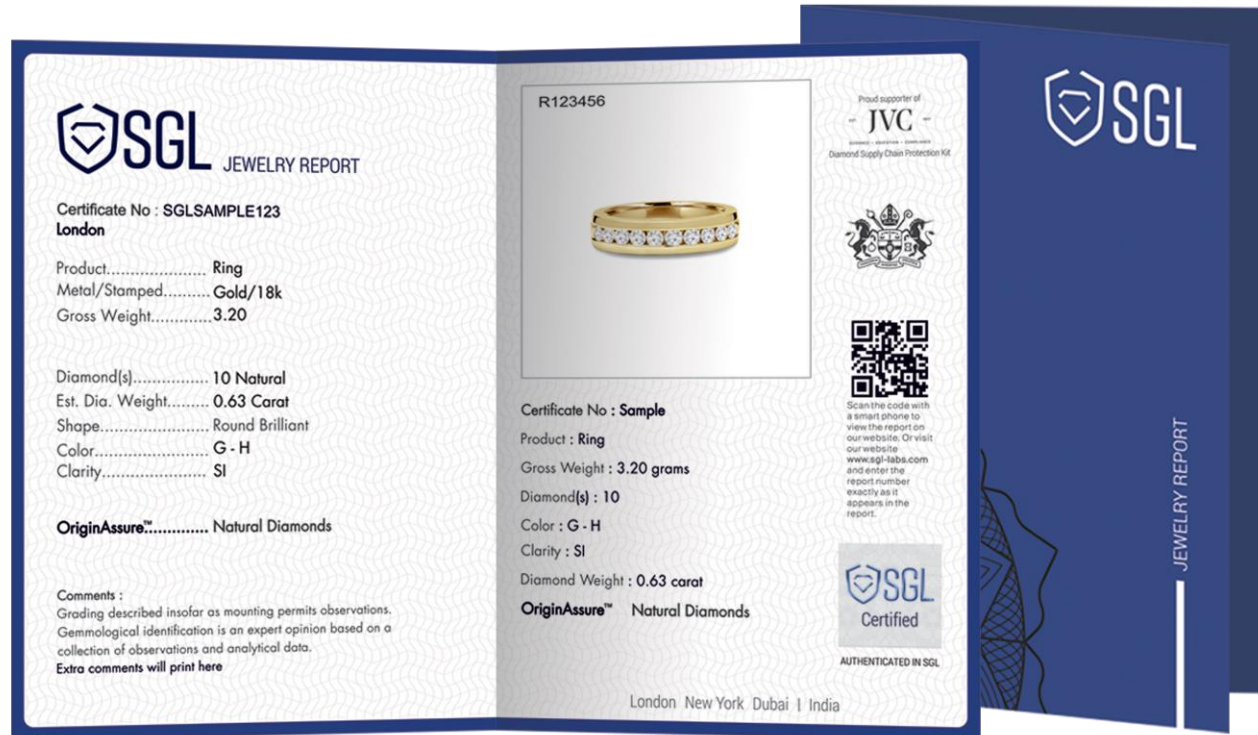 SGL JEWELRY REPORT
Certificate No : SGLSAMPLE123
London
Product.................... Ring
Metal/Stamped.......... Gold/18k
Gross Weight.............3.20
Diamond(s)............... 10 Natural
Est. Dia. Weight......... 0.63 Carat
Shape...................... Round Brilliant
Color....................... G - H
Clarity..................... SI
OriginAssure™............. Natural Diamonds
Comments :
Grading described insofar as mounting permits observations.
Gemmological identification is an expert opinion based on a
collection of observations and analytical data.
Extra comments will print here
R123456
Certificate No : Sample
Product : Ring
Gross Weight : 3.20 grams
Diamond(s) : 10
Color : G - H
Clarity : SI
Diamond Weight : 0.63 carat
OriginAssure™ Natural Diamonds
Proud supporter of
JVC
GUIDANCE • EDUCATION • COMPLIANCE
Diamond Supply Chain Protection Kit
Scan the code with
a smart phone to
view the report on
our website. Or visit
our website
www.sgl-labs.com
and enter the
report number
exactly as it
appears in the
report.
SGL
Certified
AUTHENTICATED IN SGL
London New York Dubai | India
SGL
JEWELRY REPORT